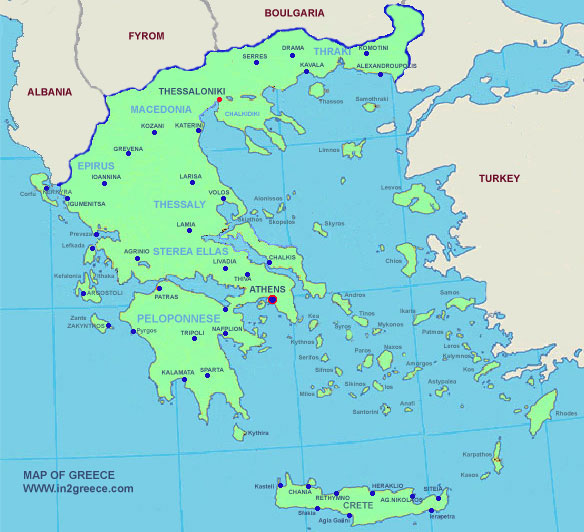 BOULGARIA
FYROM
THRAKI
DRAMA
KOMOTINI
SERRES
KAVALA
ALEXANDROUPOLIS
ALBANIA
THESSALONIKI
Thassos
Samothraki
MACEDONIA
CHALKIDIKI
KOZANI
KATERINI
GREVENA
Limnos
EPIRUS
IOANNINA
LARISA
TURKEY
Corfu
KERKYRA
IGUMENITSA
VOLOS
Lesvos
THESSALY
Alonissos
Skiathos
Skopelos
LAMIA
Skyros
Preveza
Lefkada
STEREA ELLAS
AGRINIO
LIVADIA
CHALKIS
Chios
Kefalonia
Ithaka
THIVA
ATHENS
ARGOSTOLI
PATRAS
Andros
Samos
Zante
ZAKYNTHOS
PELOPONNESE
Tinos
Ikaria
Kea
Mykonos
Pyrgos
NAPPLION
Syros
Patmos
TRIPOLI
Kythnos
Leros
Paros
Naxos
Kalymnos
Serifos
Amorgos
Kos
KALAMATA
SPARTA
Sifnos
Ios
Sikinos
Astypalea
Milos
Anafi
Santorini
Rhodes
Kythira
Karpathos
Kasos
MAP OF GREECE
WWW.in2greece.com
Kasteli
CHANIA
RETHYMNO
HERAKLIO
AG.NIKOLAOS
SITEIA
CRETE
Sfakia
Agia Galini
Ierapetra